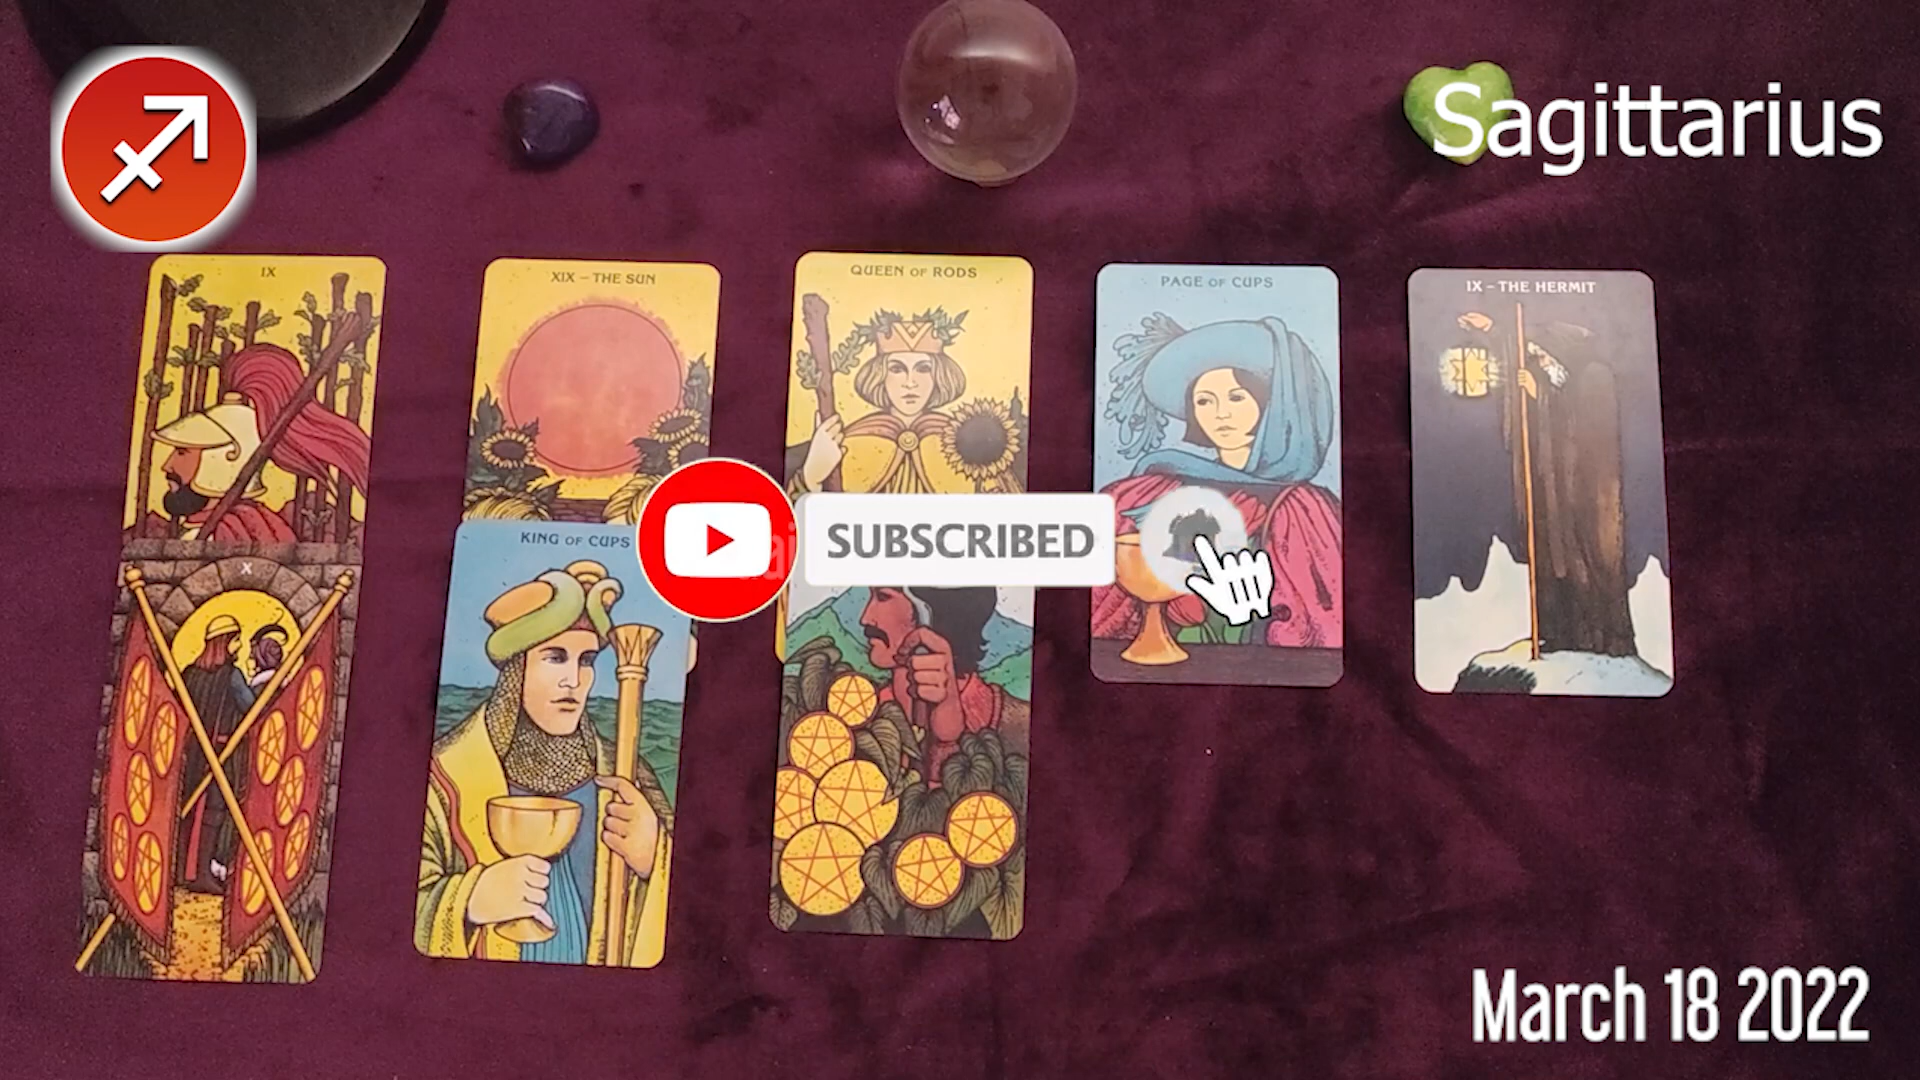 Sagittarius
IX
XIX – THE SUN
QUEEN OF RODS
PAGE OF CUPS
IX – THE HERMIT
KING OF CUPS
SUBSCRIBED
X
March 18 2022